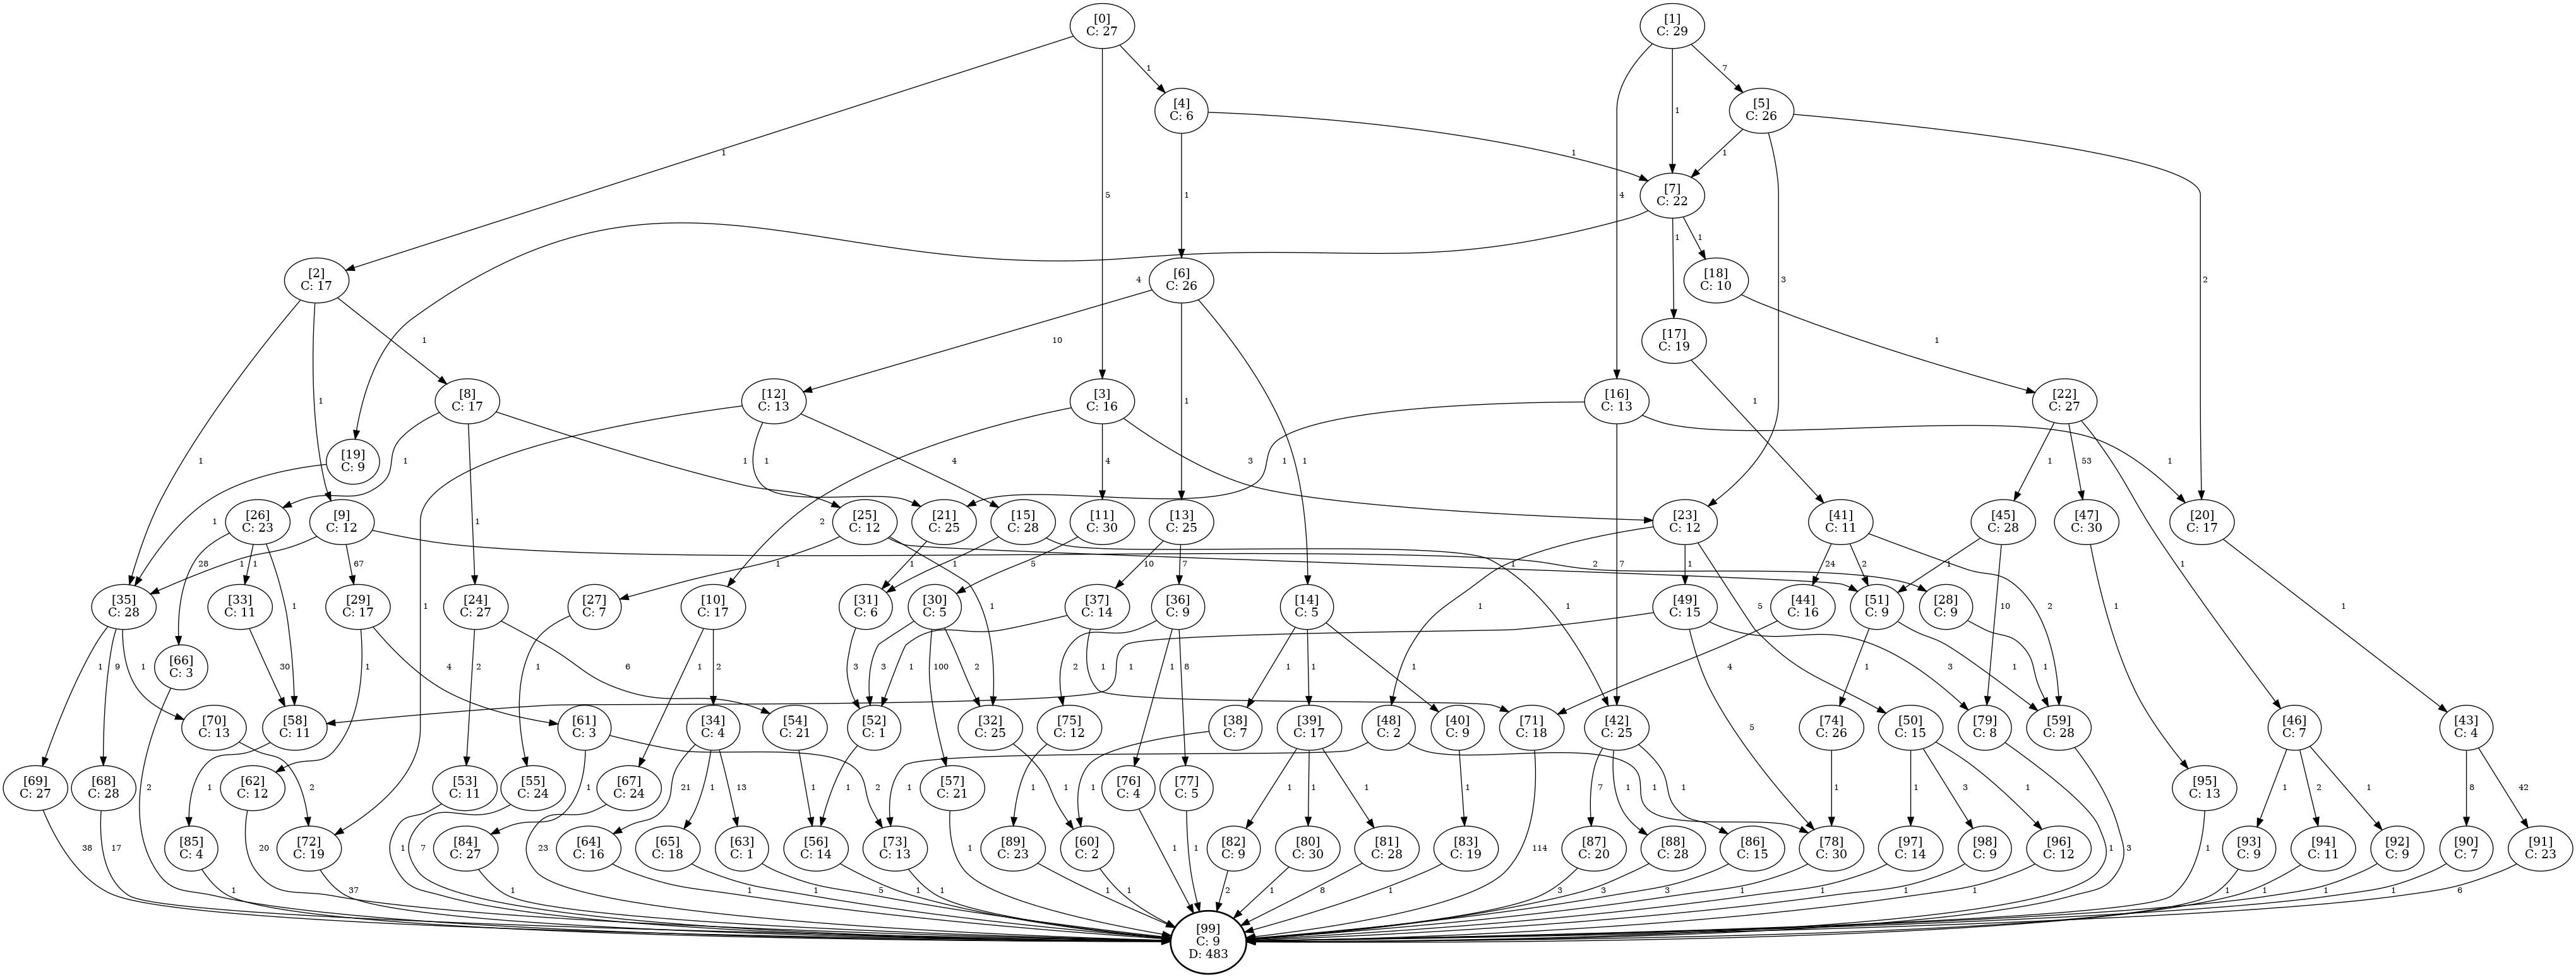 [0]
C: 27
[1]
C: 29
1
7
[4]
C: 6
[5]
C: 26
1
5
4
1
1
1
1
[7]
C: 22
1
1
1
3
2
[2]
C: 17
4
[6]
C: 26
[18]
C: 10
10
[17]
C: 19
1
1
1
[8]
C: 17
[12]
C: 13
[3]
C: 16
[16]
C: 13
[22]
C: 27
1
1
1
[19]
C: 9
1
1
1
4
4
3
1
1
1
53
1
1
[26]
C: 23
[9]
C: 12
[25]
C: 12
[21]
C: 25
[15]
C: 28
[11]
C: 30
[13]
C: 25
[23]
C: 12
[41]
C: 11
[45]
C: 28
[47]
C: 30
[20]
C: 17
1
1
2
28
1
1
67
1
1
1
5
10
7
7
1
1
2
24
2
1
1
[35]
C: 28
[33]
C: 11
[29]
C: 17
[24]
C: 27
[27]
C: 7
[10]
C: 17
[31]
C: 6
[30]
C: 5
[37]
C: 14
[36]
C: 9
[14]
C: 5
[49]
C: 15
[44]
C: 16
[51]
C: 9
[28]
C: 9
1
1
1
1
5
10
2
1
1
[66]
C: 3
1
9
1
30
1
4
2
6
1
1
2
3
3
100
2
1
1
2
1
8
1
1
1
1
3
4
1
1
1
5
[70]
C: 13
[58]
C: 11
[61]
C: 3
[54]
C: 21
[34]
C: 4
[52]
C: 1
[32]
C: 25
[75]
C: 12
[38]
C: 7
[39]
C: 17
[48]
C: 2
[40]
C: 9
[71]
C: 18
[42]
C: 25
[74]
C: 26
[50]
C: 15
[79]
C: 8
[59]
C: 28
[46]
C: 7
[43]
C: 4
[69]
C: 27
[68]
C: 28
[62]
C: 12
[53]
C: 11
[55]
C: 24
[67]
C: 24
[57]
C: 21
[76]
C: 4
[77]
C: 5
[95]
C: 13
2
2
1
1
2
1
21
1
13
1
1
1
1
1
1
1
1
1
7
1
1
1
1
1
3
1
1
2
1
8
42
[85]
C: 4
[72]
C: 19
[84]
C: 27
[64]
C: 16
[65]
C: 18
[63]
C: 1
[56]
C: 14
[73]
C: 13
[89]
C: 23
[60]
C: 2
[82]
C: 9
[80]
C: 30
[81]
C: 28
[83]
C: 19
[87]
C: 20
[88]
C: 28
[86]
C: 15
[78]
C: 30
[97]
C: 14
[98]
C: 9
[96]
C: 12
[93]
C: 9
[94]
C: 11
[92]
C: 9
[90]
C: 7
[91]
C: 23
38
17
20
1
7
23
1
1
1
114
1
3
1
1
37
1
1
1
5
1
1
1
1
2
1
8
1
3
3
3
1
1
1
1
1
1
1
1
6
[99]
C: 9
D: 483